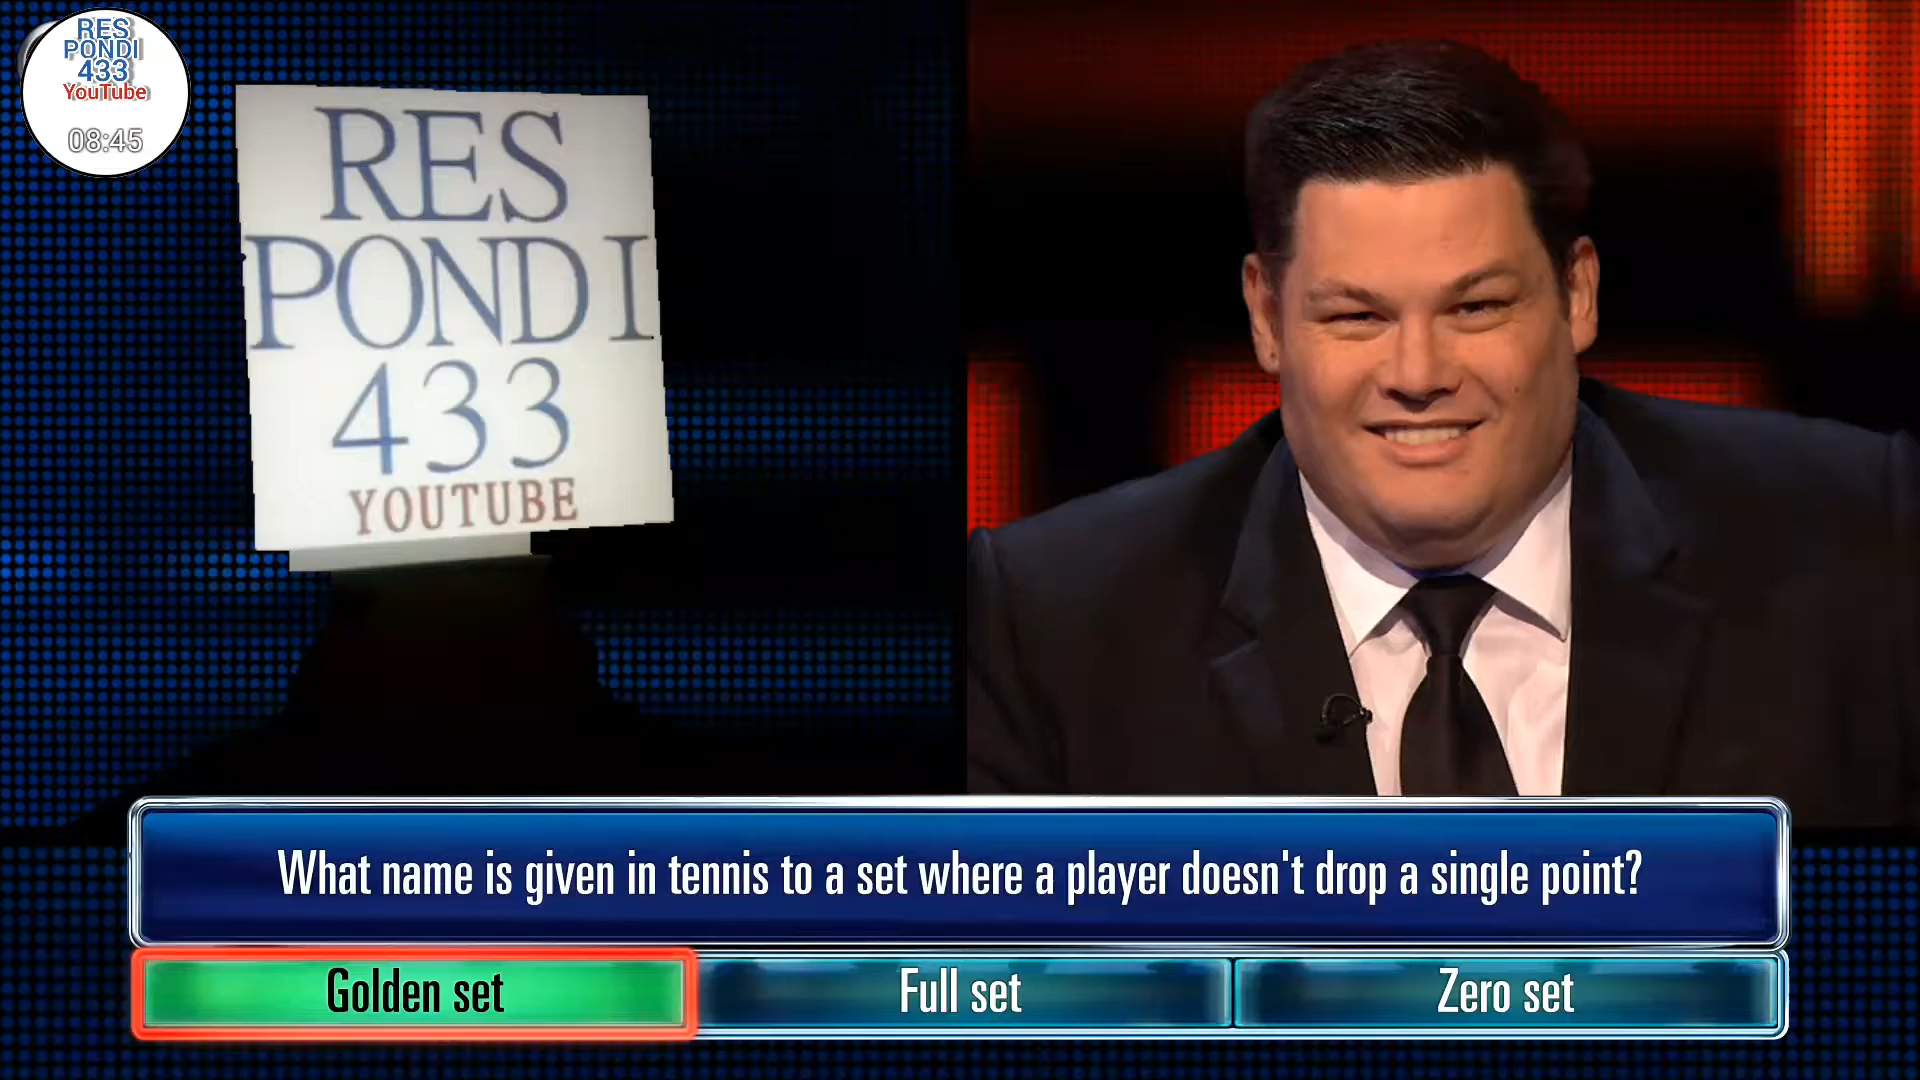 RES
PONDI
433
YouTube
08:45
RES
PONDI
433
YOUTUBE
What name is given in tennis to a set where a player doesn't drop a single point?
Golden set
Full set
Zero set